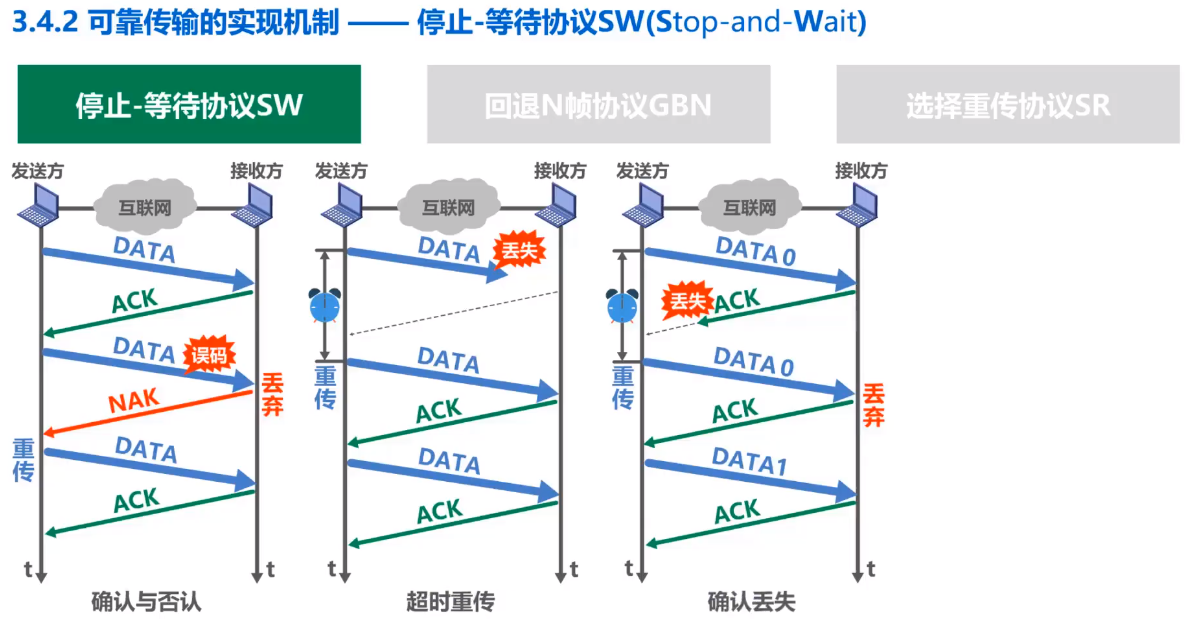 3.4.2 可靠传输的实现机制 —— 停止-等待协议SW(Stop-and-Wait)
停止-等待协议SW
回退N帧协议GBN
选择重传协议SR
发送方
接收方
互联网
DATA
ACK
DATA
误码
丢弃
NAK
重传
DATA
ACK
t
t
确认与否认
发送方
接收方
互联网
DATA
丢失
重传
DATA
ACK
DATA
ACK
t
t
超时重传
发送方
接收方
互联网
DATA 0
丢失
ACK
重传
DATA 0
丢弃
ACK
DATA1
ACK
t
t
确认丢失